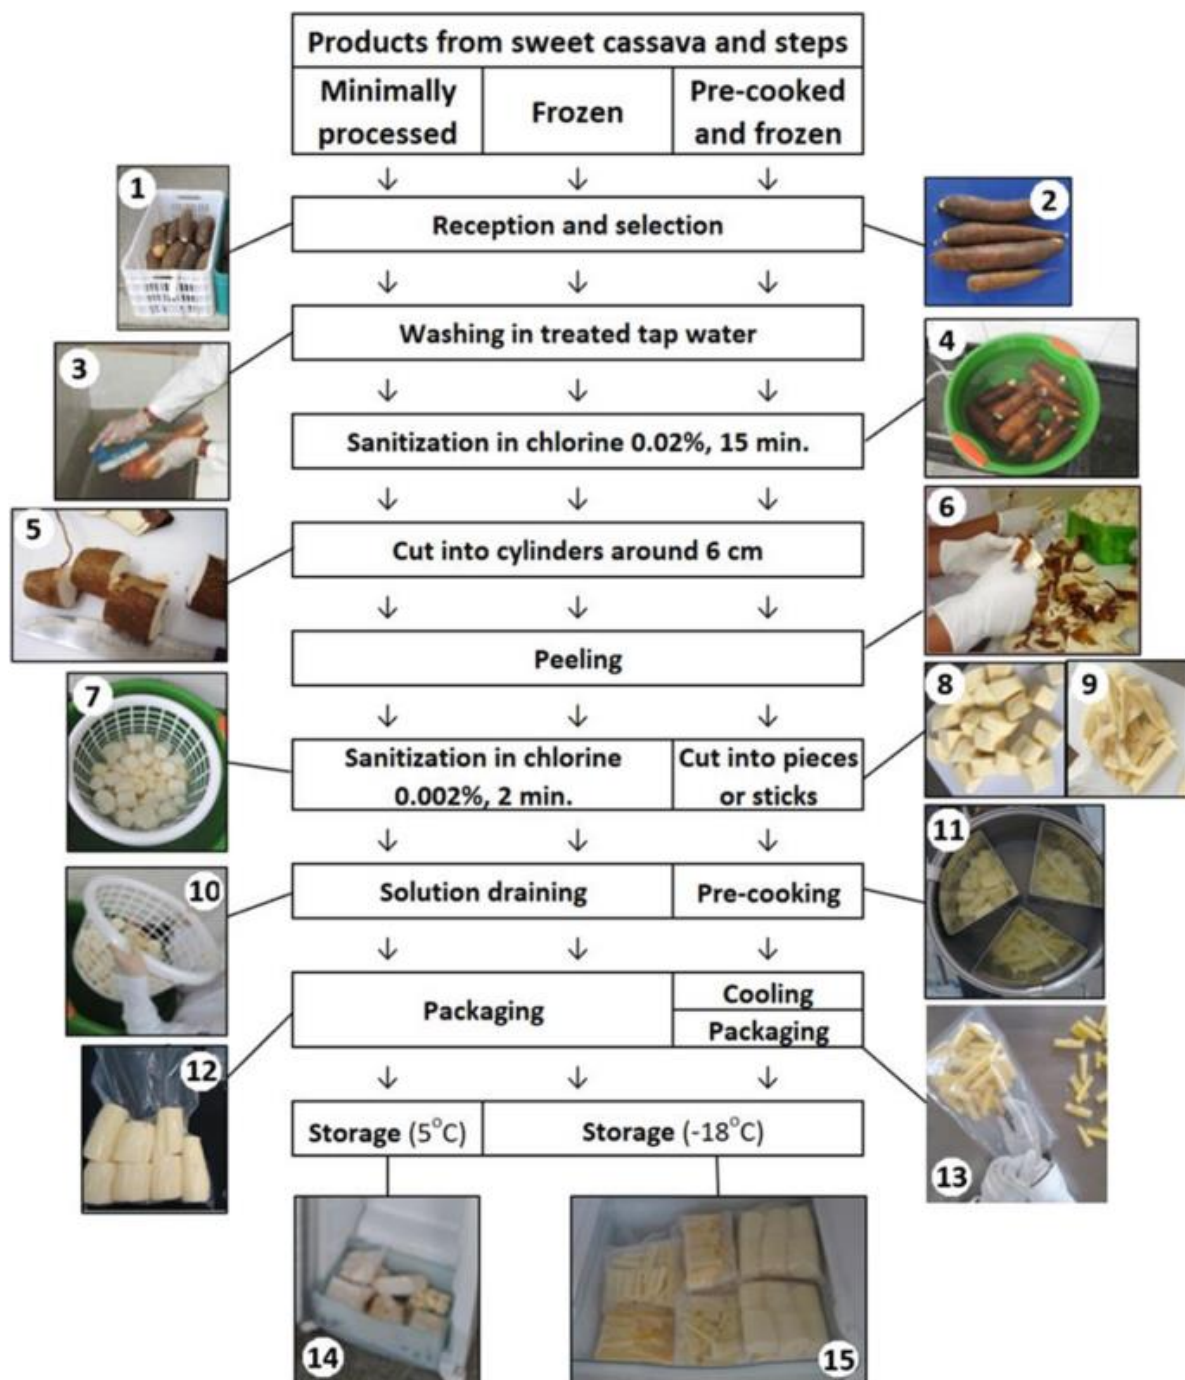 Products from sweet cassava and steps
Minimally
processed
Frozen
Pre-cooked
and frozen
1
Reception and selection
2
3
Washing in treated tap water
4
Sanitization in chlorine 0.02%, 15 min.
5
Cut into cylinders around 6 cm
6
Peeling
7
Sanitization in chlorine
0.002%, 2 min.
Cut into pieces
or sticks
8
9
10
Solution draining
Pre-cooking
11
12
Packaging
Cooling
Packaging
13
Storage (5°C)
Storage (-18°C)
14
15